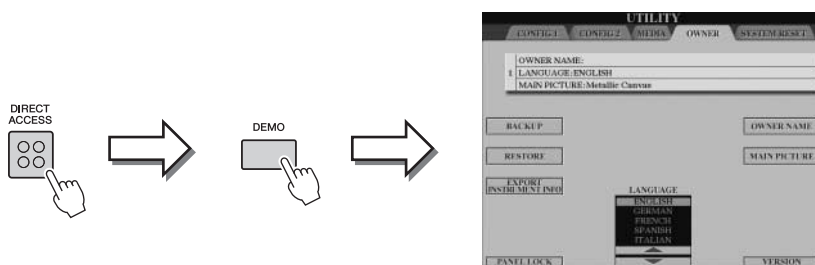 DIRECT
ACCESS
DEMO
UTILITY
CONFIG 1
CONFIG 2
MEDIA
OWNER
SYSTEM RESET
OWNER NAME:
1
LANGUAGE:ENGLISH
MAIN PICTURE:Metallic Canvas
BACKUP
OWNER NAME
RESTORE
MAIN PICTURE
EXPORT
INSTRUMENT INFO
LANGUAGE
ENGLISH
GERMAN
FRENCH
SPANISH
ITALIAN
PANEL LOCK
VERSION